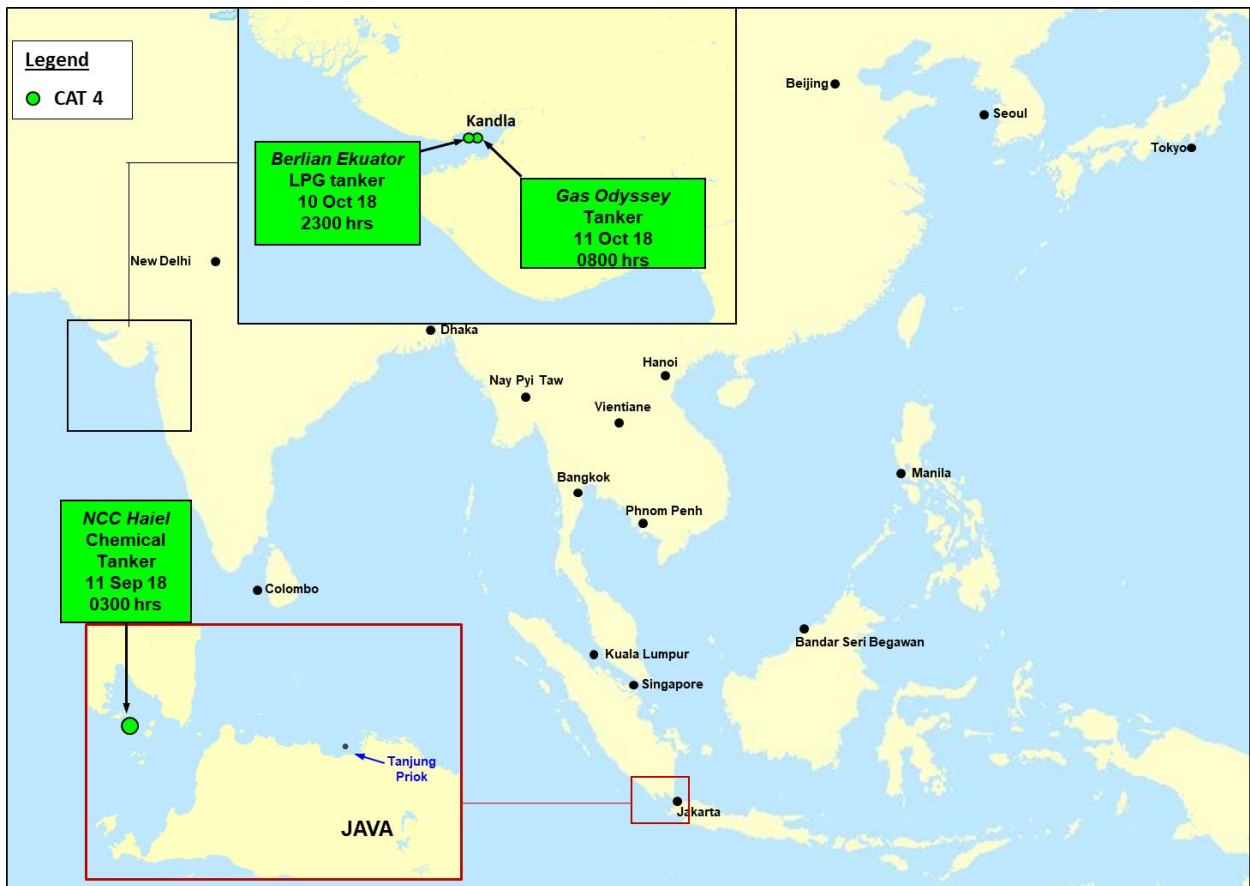 Legend
CAT 4
Kandla
Berlian Ekuator
LPG tanker
10 Oct 18
2300 hrs
Gas Odyssey
Tanker
11 Oct 18
0800 hrs
Beijing
Seoul
Tokyo
New Delhi
Dhaka
Hanoi
Nay Pyi Taw
Vientiane
Manila
Bangkok
Phnom Penh
NCC Haiel
Chemical
Tanker
11 Sep 18
0300 hrs
Colombo
Bandar Seri Begawan
Kuala Lumpur
Singapore
Tanjung
Priok
JAVA
Jakarta